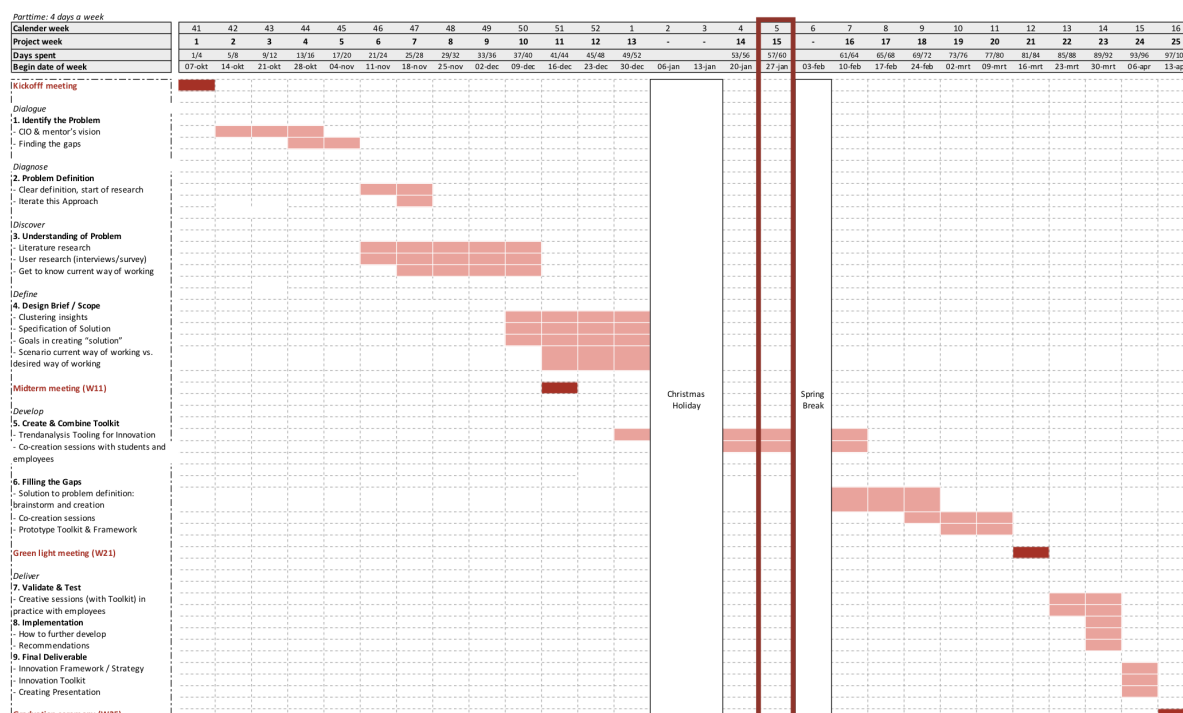 Parttime: 4 days a week
Calender week 41 42 43 44 45 46 47 48 49 50 51 52 1 2 3 4 5 6 7 8 9 10 11 12 13 14 15 16
Project week 1 2 3 4 5 6 7 8 9 10 11 12 13 - - 14 15 - 16 17 18 19 20 21 22 23 24 25
Days spent 1/4 5/8 9/12 13/16 17/20 21/24 25/28 29/32 33/36 37/40 41/44 45/48 49/52 53/56 57/60 61/64 65/68 69/72 73/76 77/80 81/84 85/88 89/92 93/96 97/10
Begin date of week 07-okt 14-okt 21-okt 28-okt 04-nov 11-nov 18-nov 25-nov 02-dec 09-dec 16-dec 23-dec 30-dec 06-jan 13-jan 20-jan 27-jan 03-feb 10-feb 17-feb 24-feb 02-mrt 09-mrt 16-mrt 23-mrt 30-mrt 06-apr 13-ap
Kickofff meeting
Dialogue
1. Identify the Problem
- CIO & mentor's vision
- Finding the gaps
Diagnose
2. Problem Definition
- Clear definition, start of research
- Iterate this Approach
Discover
3. Understanding of Problem
- Literature research
- User research (interviews/survey)
- Get to know current way of working
Define
4. Design Brief / Scope
- Clustering insights
- Specification of Solution
- Goals in creating “solution”
- Scenario current way of working vs.
desired way of working
Midterm meeting (W11)
Christmas
Holiday
Spring
Break
Develop
5. Create & Combine Toolkit
- Trendanalysis Tooling for Innovation
- Co-creation sessions with students and
employees
6. Filling the Gaps
- Solution to problem definition:
brainstorm and creation
- Co-creation sessions
- Prototype Toolkit & Framework
Green light meeting (W21)
Deliver
7. Validate & Test
- Creative sessions (with Toolkit) in
practice with employees
8. Implementation
- How to further develop
- Recommendations
9. Final Deliverable
- Innovation Framework / Strategy
- Innovation Toolkit
- Creating Presentation